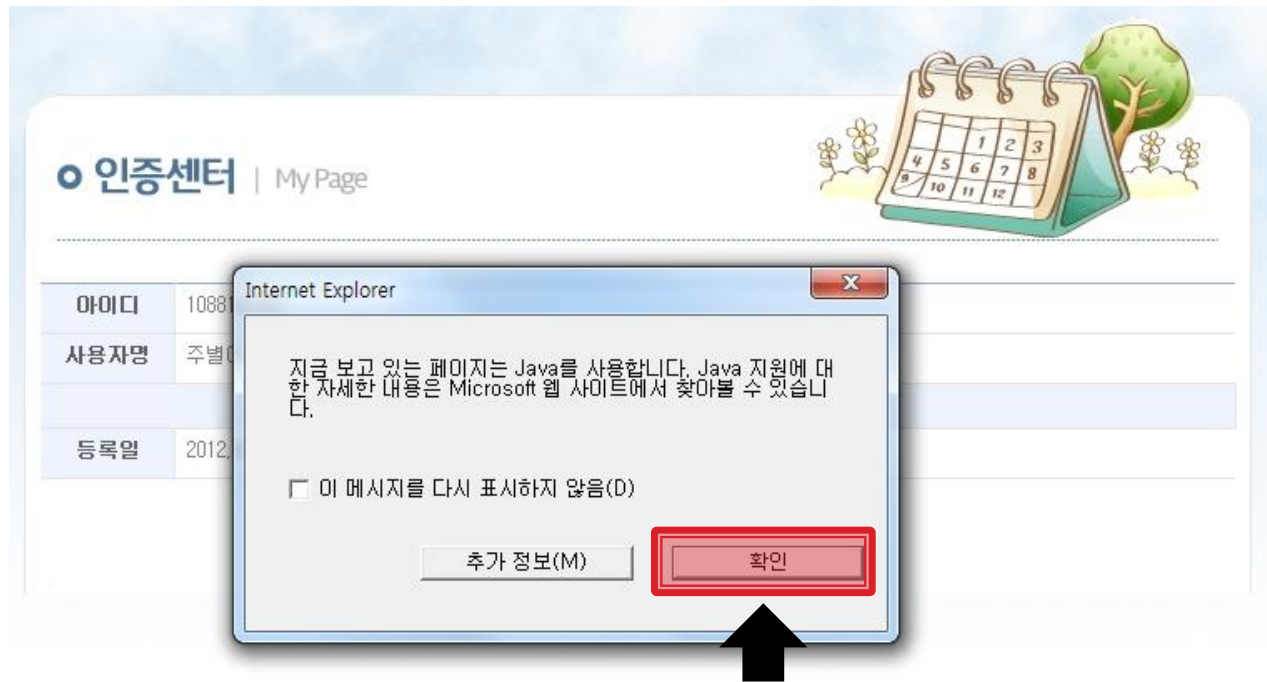 인증센터 | My Page
1 2 3
4 5 6 7 8
9 10 11 12
Internet Explorer
X
아이디 10881
사용자명
지금 보고 있는 페이지는 Java를 사용합니다. Java 지원에 대
한 자세한 내용은 Microsoft 웹 사이트에서 찾아볼 수 있습니
다.
등록일 2012,
이 메시지를 다시 표시하지 않음(D)
추가 정보(M) 확인